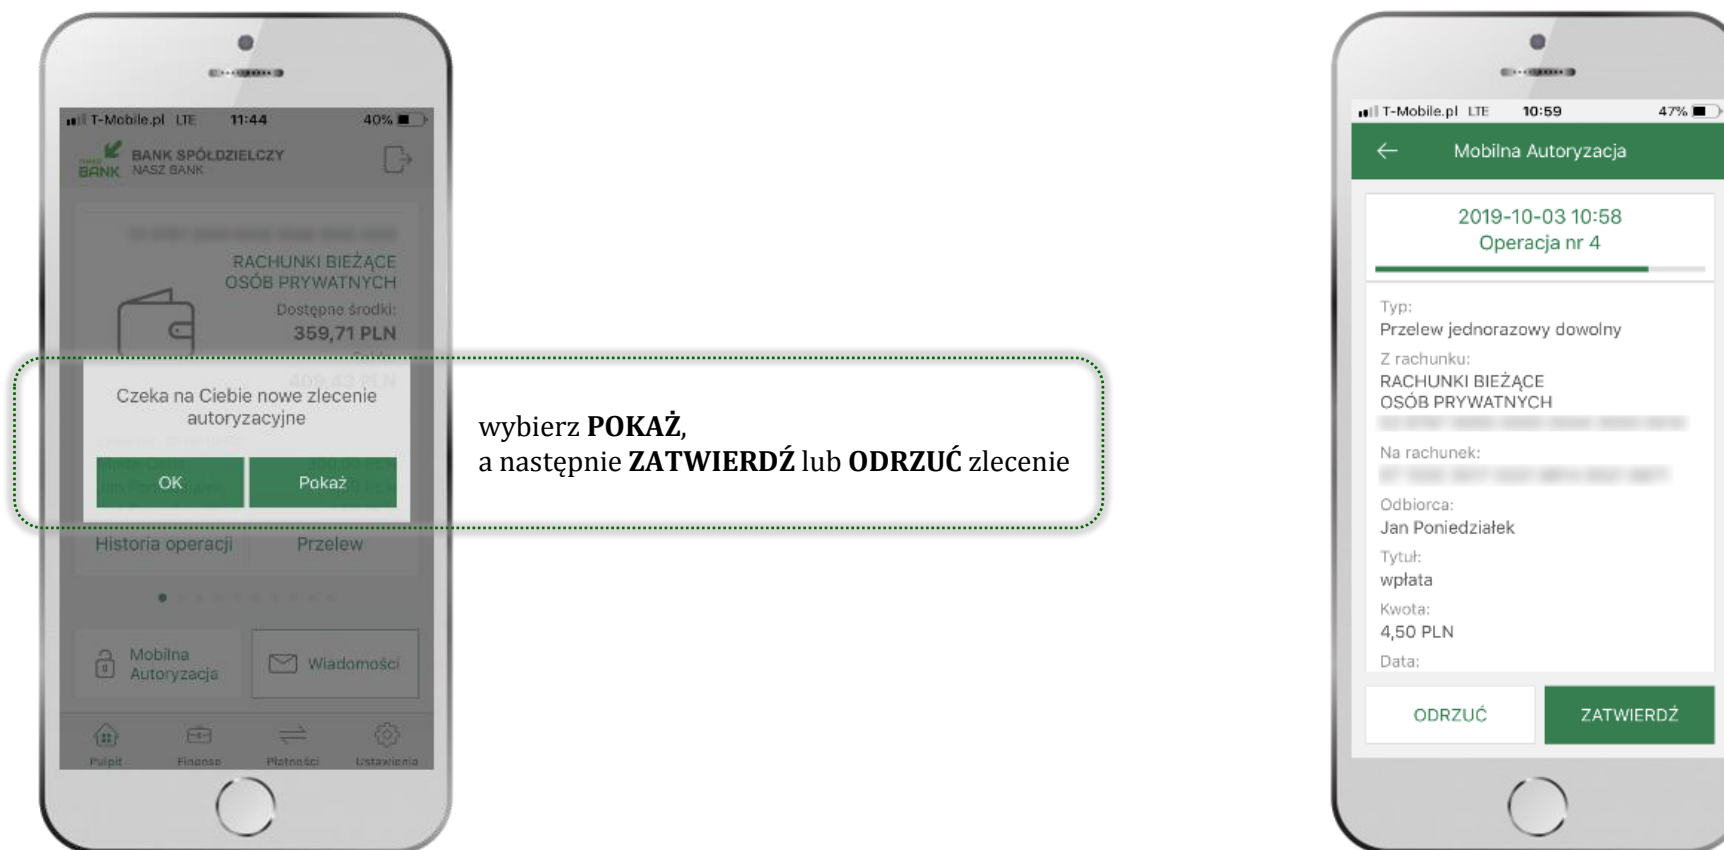 T-Mobile.pl LTE 11:44 40%
BANK SPÓŁDZIELCZY
BANK NASZ BANK
RACHUNKI BIEŻĄCE
OSÓB PRYWATNYCH
Dostępne środki:
359,71 PLN
409,43 PLN
Czeka na Ciebie nowe zlecenie
autoryzacyjne
OK Pokaż
Historia operacji Przelew
Mobilna
Autoryzacja
Wiadomości
Pulpit Finanse Płatności Ustawienia
wybierz POKAŻ,
a następnie ZATWIERDŹ lub ODRZUĆ zlecenie
T-Mobile.pl LTE 10:59 47%
Mobilna Autoryzacja
2019-10-03 10:58
Operacja nr 4
Typ:
Przelew jednorazowy dowolny
Z rachunku:
RACHUNKI BIEŻĄCE
OSÓB PRYWATNYCH
Na rachunek:
Odbiorca:
Jan Poniedziałek
Tytuł:
wpłata
Kwota:
4,50 PLN
Data:
ODRZUĆ ZATWIERDŹ